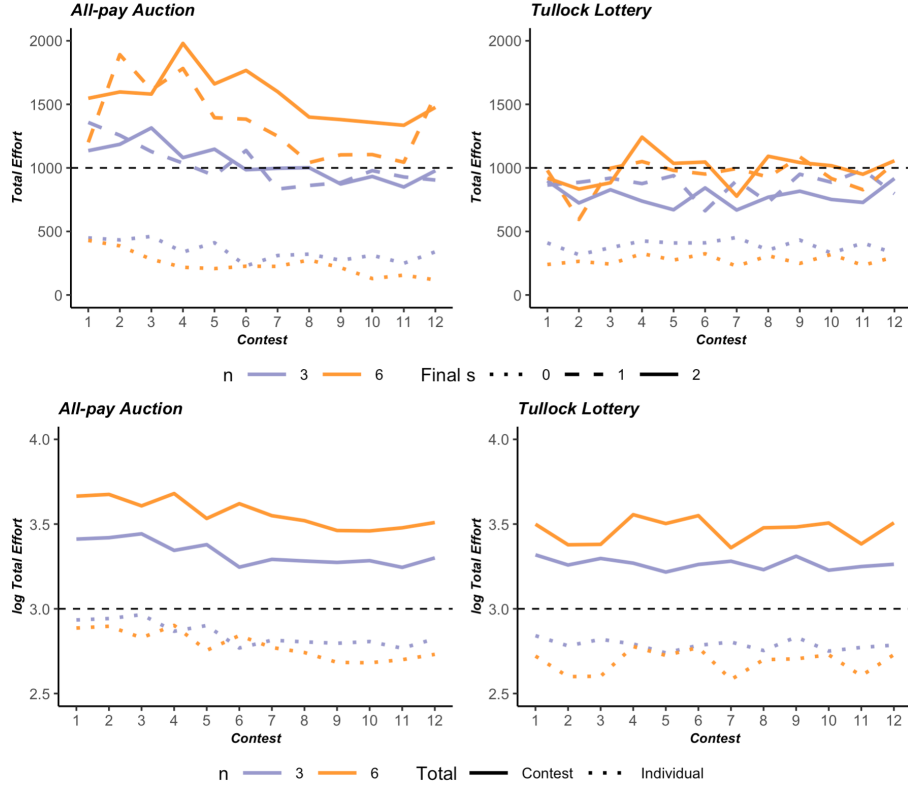 All-pay Auction
Tullock Lottery
2000
1500
1000
500
0
Total Effort
1 2 3 4 5 6 7 8 9 10 11 12
Contest
2000
1500
1000
500
0
Total Effort
1 2 3 4 5 6 7 8 9 10 11 12
Contest
n 3 6 Final s 0 1 2
All-pay Auction
Tullock Lottery
4.0
3.5
3.0
2.5
log Total Effort
1 2 3 4 5 6 7 8 9 10 11 12
Contest
4.0
3.5
3.0
2.5
log Total Effort
1 2 3 4 5 6 7 8 9 10 11 12
Contest
n 3 6 Total Contest Individual